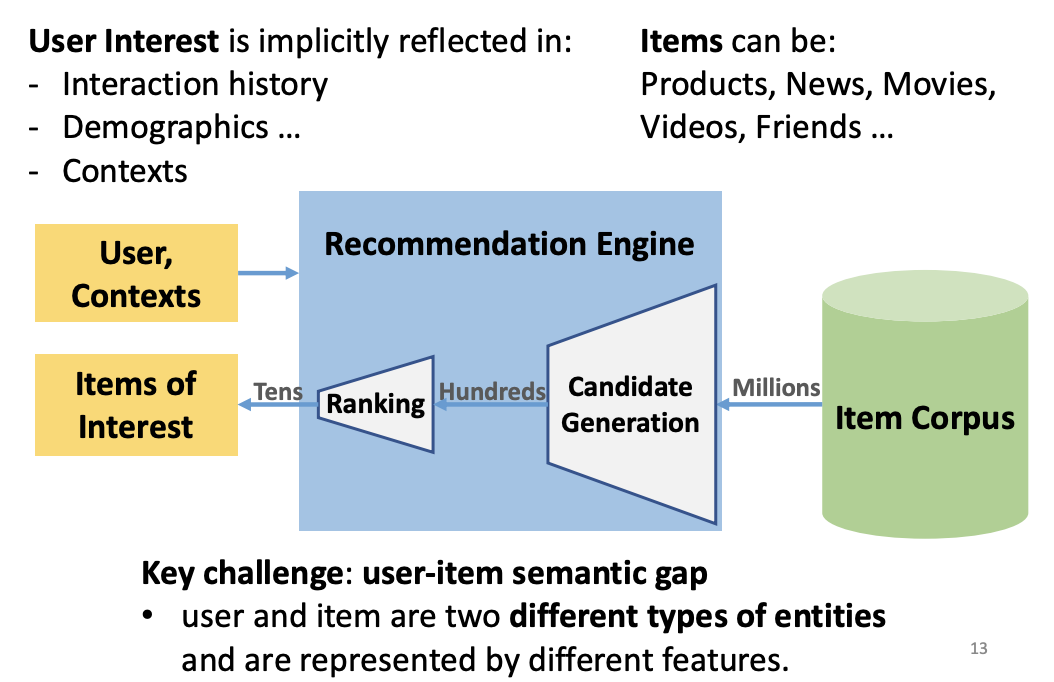 User Interest is implicitly reflected in:
- Interaction history
- Demographics …
- Contexts
Items can be:
Products, News, Movies,
Videos, Friends …
User,
Contexts
Recommendation Engine
Items of
Interest
Tens
Ranking
Hundreds
Candidate
Generation
Millions
Item Corpus
Key challenge: user-item semantic gap
• user and item are two different types of entities
and are represented by different features.
13